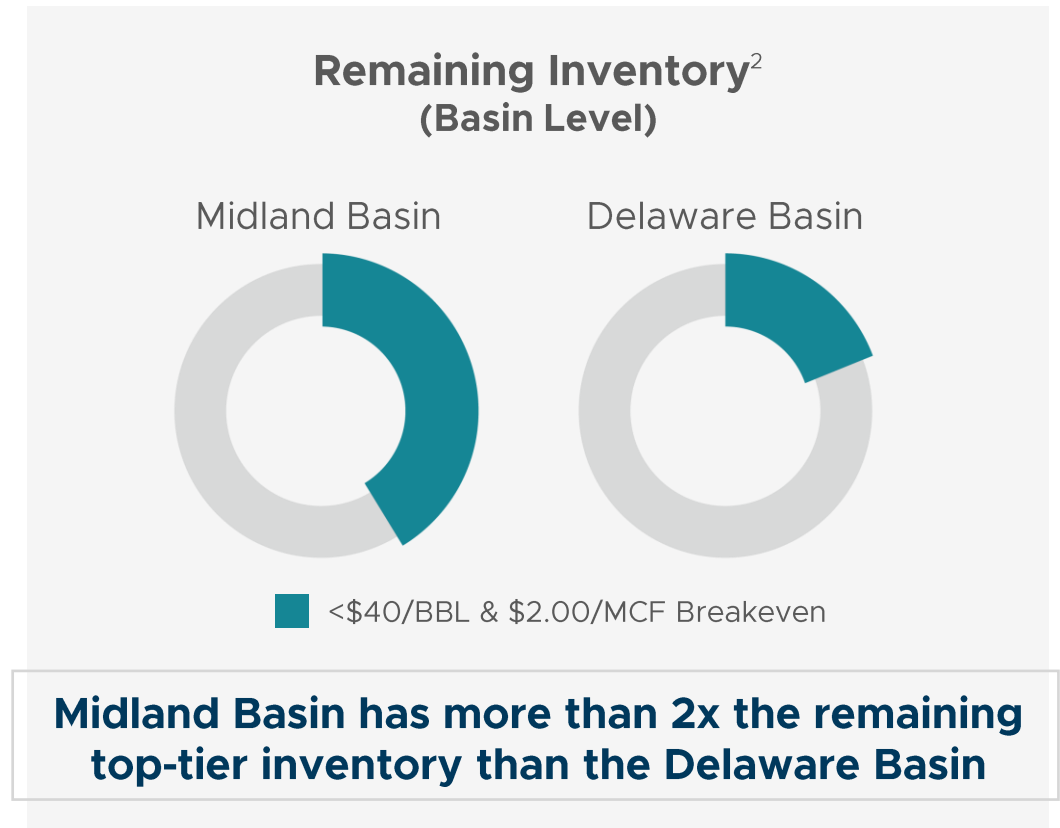 Remaining Inventory²
(Basin Level)
Midland Basin
Delaware Basin
<$40/BBL & $2.00/MCF Breakeven
Midland Basin has more than 2x the remaining
top-tier inventory than the Delaware Basin